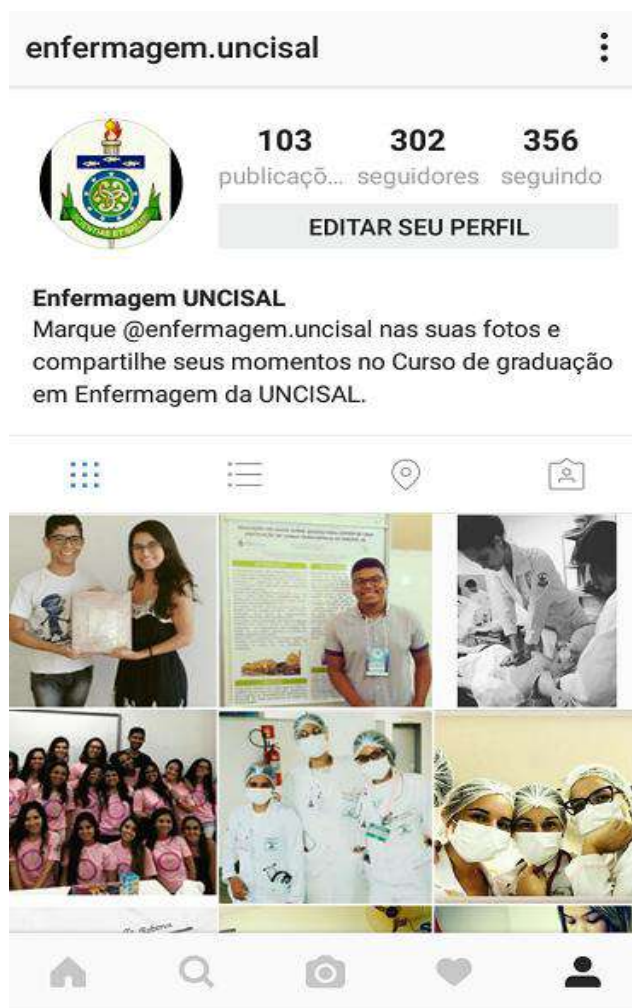 enfermagem.uncisal
103 302 356
publicaçõ... seguidores seguindo
EDITAR SEU PERFIL
Enfermagem UNCISAL
Marque @enfermagem.uncisal nas suas fotos e
compartilhe seus momentos no Curso de graduação
em Enfermagem da UNCISAL.